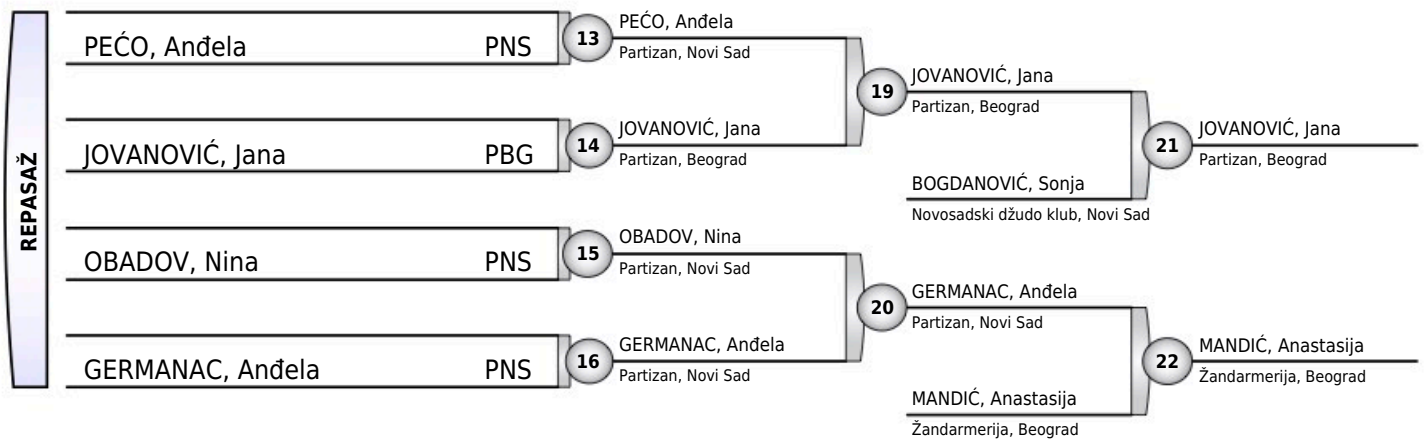 REPASAŽ
PEĆO, Anđela PNS
13
PEĆO, Anđela
Partizan, Novi Sad
JOVANOVIĆ, Jana PBG
14
JOVANOVIĆ, Jana
Partizan, Beograd
19
JOVANOVIĆ, Jana
Partizan, Beograd
BOGDANOVIĆ, Sonja
Novosadski džudo klub, Novi Sad
21
JOVANOVIĆ, Jana
Partizan, Beograd
OBADOV, Nina PNS
15
OBADOV, Nina
Partizan, Novi Sad
GERMANAC, Anđela PNS
16
GERMANAC, Anđela
Partizan, Novi Sad
20
GERMANAC, Anđela
Partizan, Novi Sad
MANDIĆ, Anastasija
Žandarmerija, Beograd
22
MANDIĆ, Anastasija
Žandarmerija, Beograd